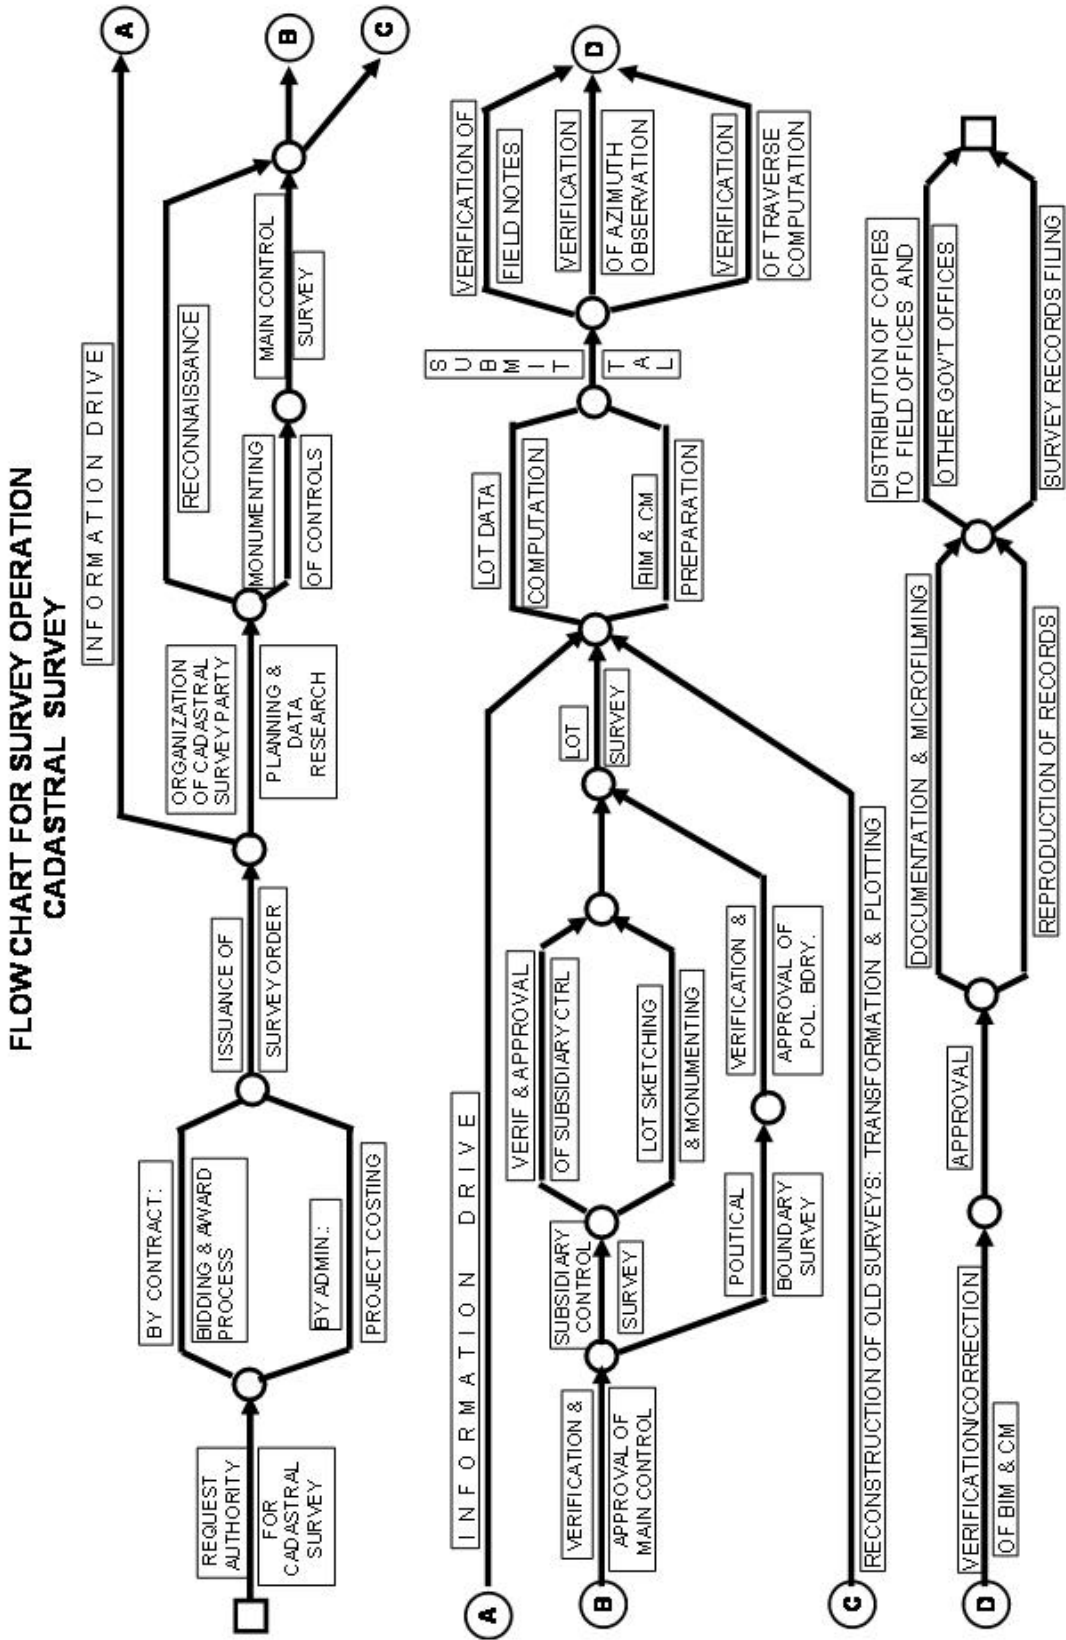 FLOWCHART FOR SURVEY OPERATION
CADASTRAL SURVEY
REQUEST
AUTHORITY
FOR
CADASTRAL
SURVEY
BY CONTRACT:
BIDDING & AWARD
PROCESS
BY ADMIN.:
PROJECT COSTING
ISSUANCE OF
SURVEY ORDER
INFORMATION DRIVE
ORGANIZATION
OF CADASTRAL
SURVEY PARTY
PLANNING &
DATA
RESEARCH
RECONNAISSANCE
MONUMENTING
OF CONTROLS
MAIN CONTROL
SURVEY
A
B
C
A
INFORMATION DRIVE
B
VERIFICATION &
APPROVAL OF
MAIN CONTROL
SUBSIDIARY
CONTROL
SURVEY
VERIF & APPROVAL
OF SUBSIDIARY CTRL
LOT SKETCHING
& MONUMENTING
POLITICAL
BOUNDARY
SURVEY
VERIFICATION &
APPROVAL OF
POL. BDRY.
LOT
SURVEY
C
RECONSTRUCTION OF OLD SURVEYS: TRANSFORMATION & PLOTTING
LOT DATA
COMPUTATION
BIM & CM
PREPARATION
SUBMIT
TAL
VERIFICATION OF
FIELD NOTES
VERIFICATION
OF AZIMUTH
OBSERVATION
VERIFICATION
OF TRAVERSE
COMPUTATION
D
D
VERIFICATION/CORRECTION
OF BIM & CM
APPROVAL
DOCUMENTATION & MICROFILMING
REPRODUCTION OF RECORDS
DISTRIBUTION OF COPIES
TO FIELD OFFICES AND
OTHER GOV'T OFFICES
SURVEY RECORDS FILING